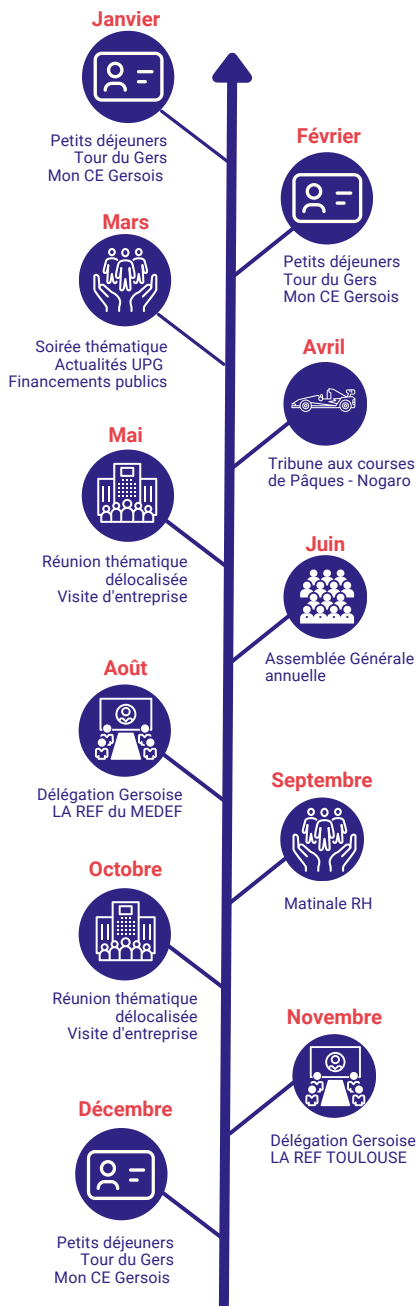 Janvier
Petits déjeuners
Tour du Gers
Mon CE Gersois
Février
Petits déjeuners
Tour du Gers
Mon CE Gersois
Mars
Soirée thématique
Actualités UPG
Financements publics
Avril
Tribune aux courses
de Pâques - Nogaro
Mai
Réunion thématique
délocalisée
Visite d'entreprise
Juin
Assemblée Générale
annuelle
Août
Délégation Gersoise
LA REF du MEDEF
Septembre
Matinale RH
Octobre
Réunion thématique
délocalisée
Visite d'entreprise
Novembre
Délégation Gersoise
LA REF TOULOUSE
Décembre
Petits déjeuners
Tour du Gers
Mon CE Gersois